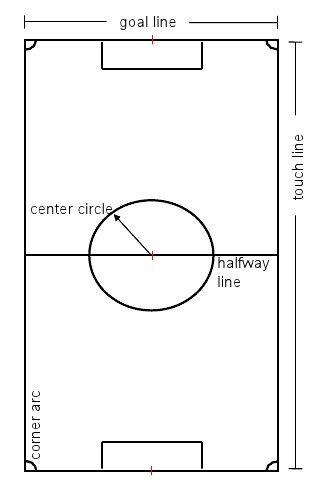 goal line
touch line
center circle
halfway
line
corner arc